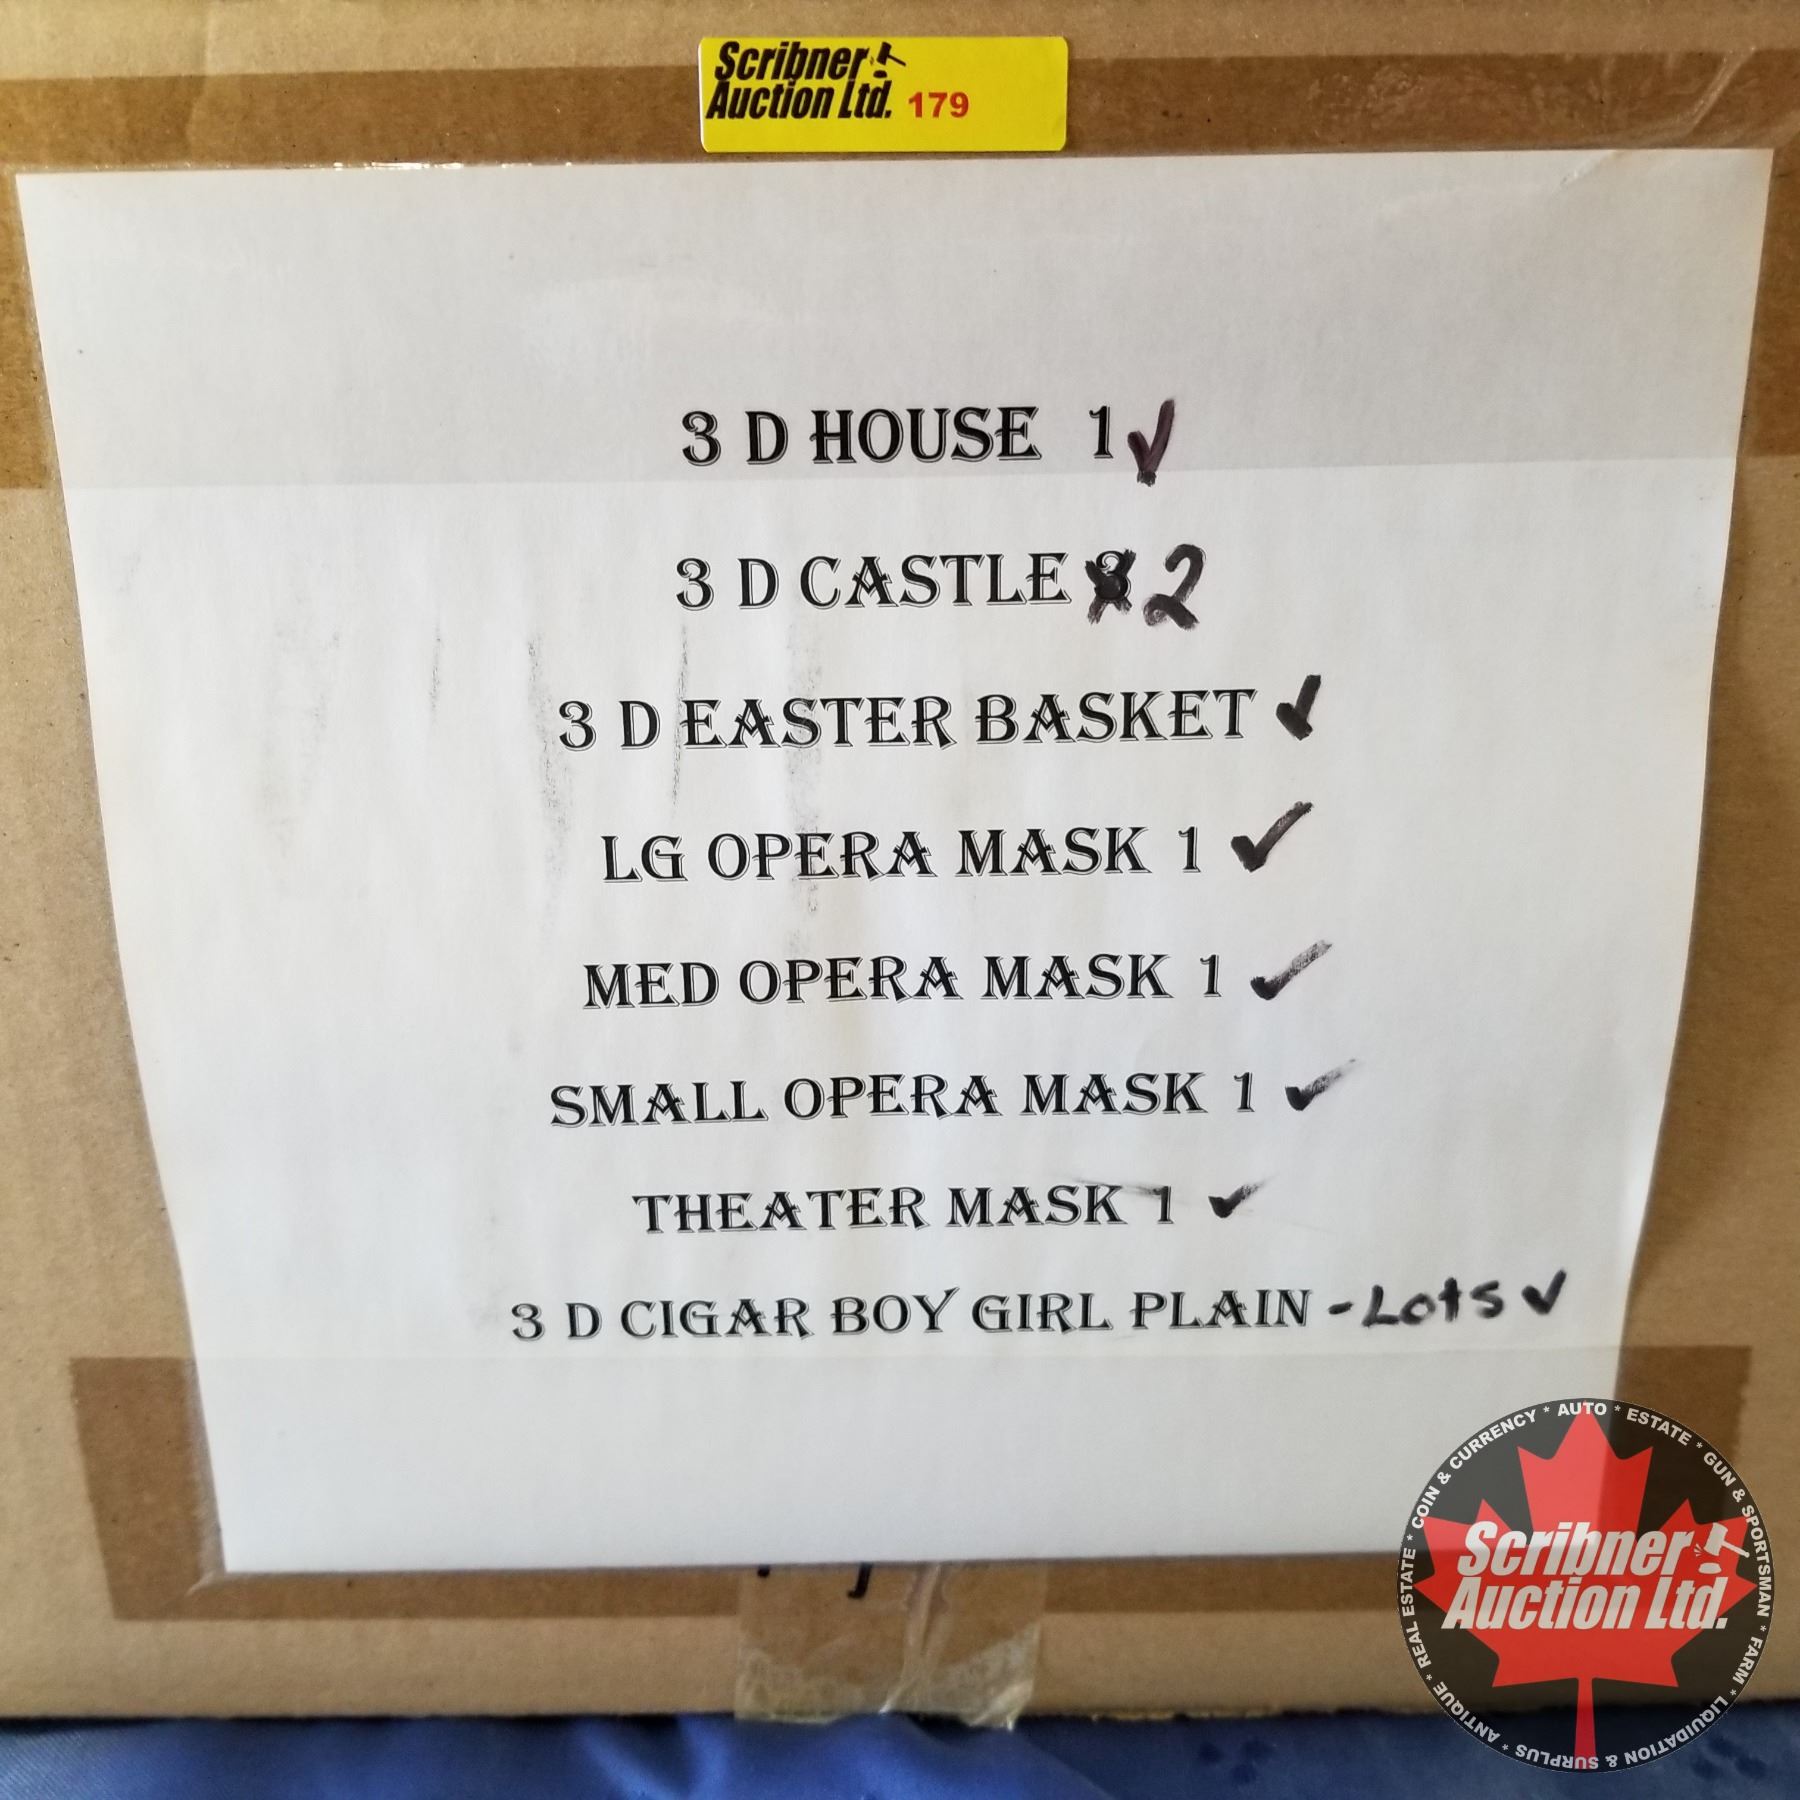 Scribner
Auction Ltd. 179
3 D HOUSE 1 ✓
3 D CASTLE 3 2
3 D EASTER BASKET ✓
LG OPERA MASK 1 ✓
MED OPERA MASK 1 ✓
SMALL OPERA MASK 1 ✓
THEATER MASK 1 ✓
3 D CIGAR BOY GIRL PLAIN - Lots ✓
Scribner
Auction Ltd.
REAL ESTATE * COIN & CURRENCY * AUTO * ESTATE * GUN & SPORTSMAN * FARM * LIQUIDATION & SURPLUS * ANTIQUE *